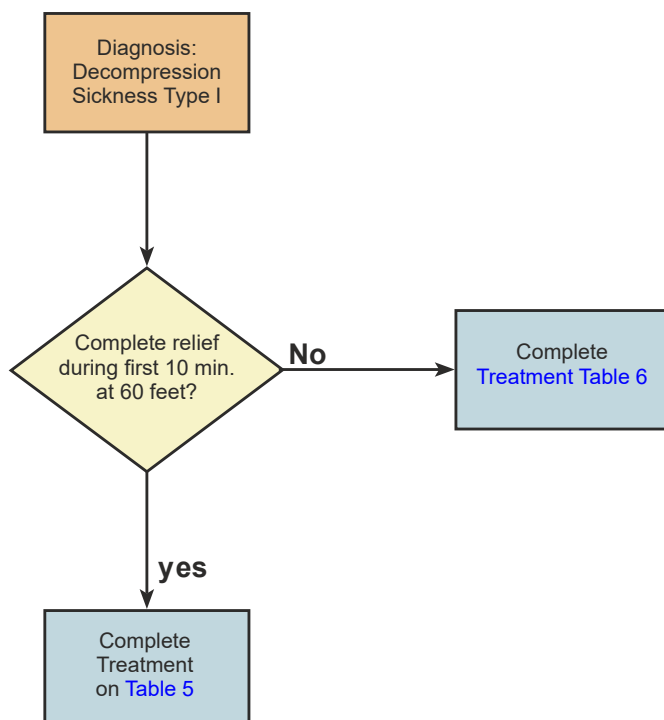 Diagnosis:
Decompression
Sickness Type I
Complete relief
during first 10 min.
at 60 feet?
No
Complete
Treatment Table 6
yes
Complete
Treatment
on Table 5